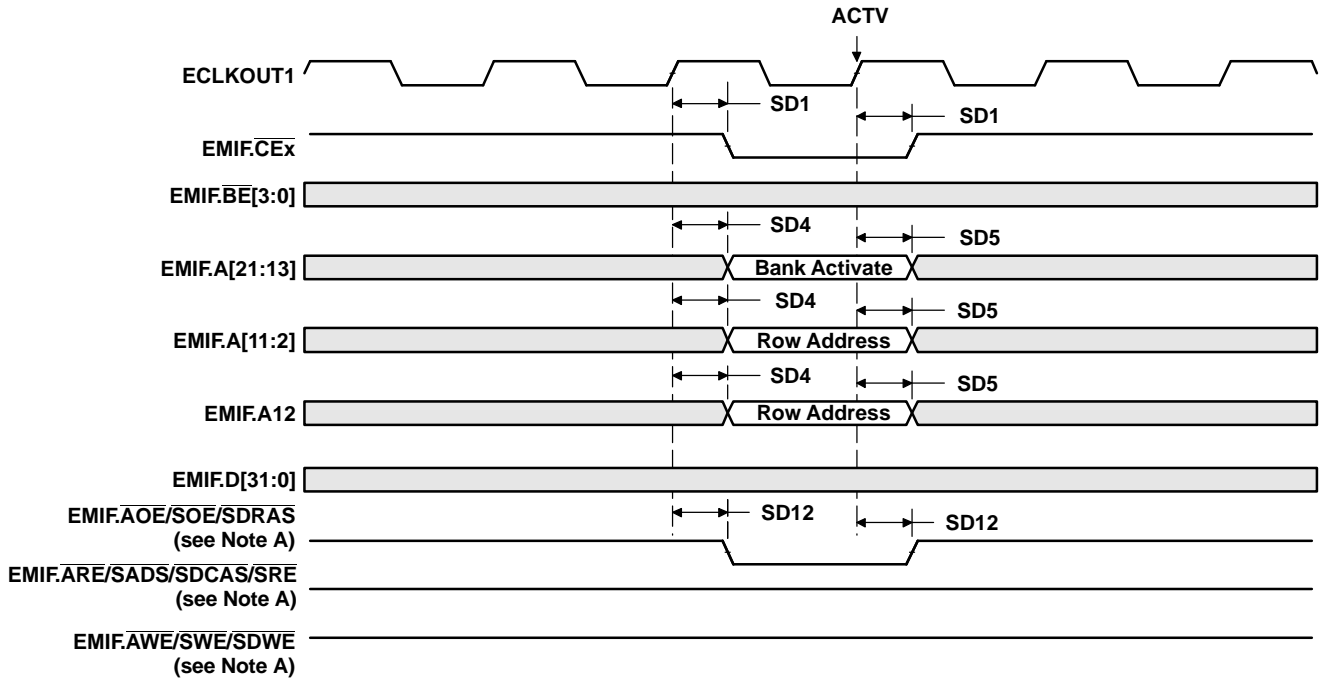 ACTV
ECLKOUT1
SD1
SD1
EMIF.CEx
EMIF.BE[3:0]
SD4
SD5
EMIF.A[21:13]
Bank Activate
SD4
SD5
EMIF.A[11:2]
Row Address
SD4
SD5
EMIF.A12
Row Address
EMIF.D[31:0]
EMIF.AOE/SOE/SDRAS
(see Note A)
SD12
SD12
EMIF.ARE/SADS/SDCAS/SRE
(see Note A)
EMIF.AWE/SWE/SDWE
(see Note A)